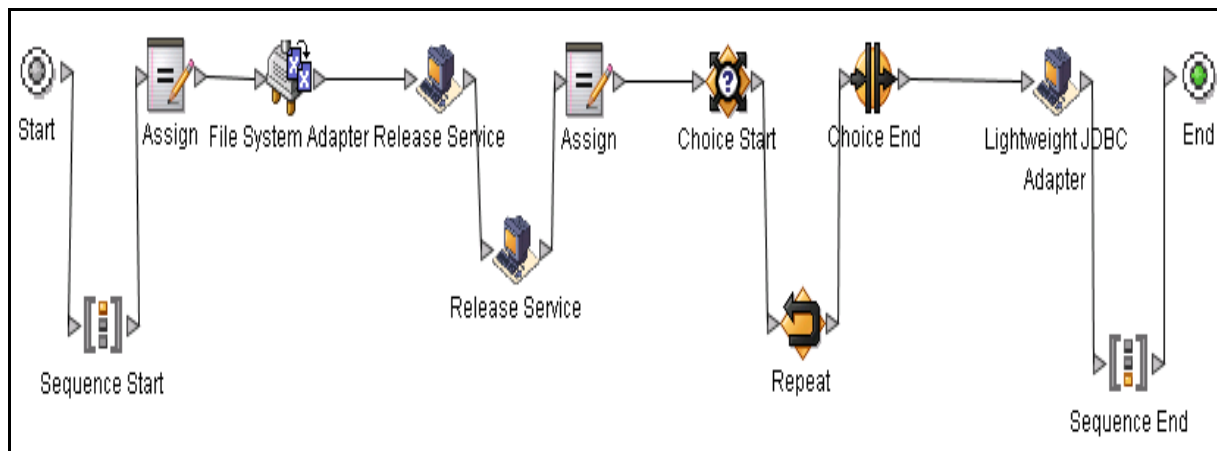 Start
Sequence Start
Assign
File System Adapter
Release Service
Release Service
Assign
Choice Start
Repeat
Choice End
Lightweight JDBC
Adapter
Sequence End
End